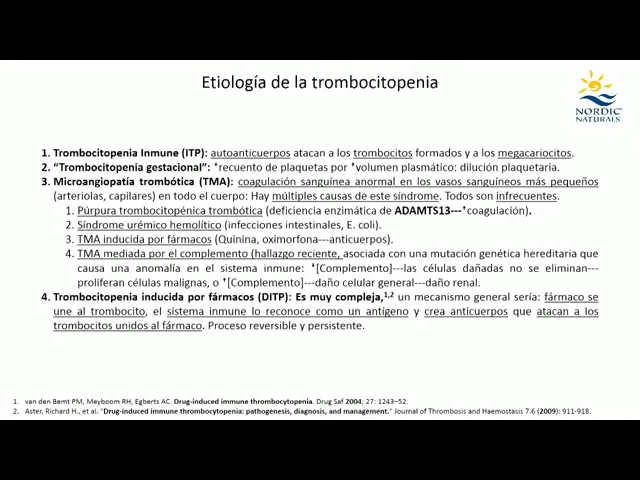 Etiología de la trombocitopenia
NORDIC
NATURALS
1. Trombocitopenia Inmune (ITP): autoanticuerpos atacan a los trombocitos formados y a los megacariocitos.
2. “Trombocitopenia gestacional”: recuento de plaquetas por volumen plasmático: dilución plaquetaria.
3. Microangiopatía trombótica (TMA): coagulación sanguínea anormal en los vasos sanguíneos más pequeños
(arteriolas, capilares) en todo el cuerpo: Hay múltiples causas de este síndrome. Todos son infrecuentes.
1. Púrpura trombocitopénica trombótica (deficiencia enzimática de ADAMTS13---coagulación).
2. Síndrome urémico hemolítico (infecciones intestinales, E. coli).
3. TMA inducida por fármacos (Quinina, oximorfona---anticuerpos).
4. TMA mediada por el complemento (hallazgo reciente, asociada con una mutación genética hereditaria que
causa una anomalía en el sistema inmune: [Complemento]---las células dañadas no se eliminan---
proliferan células malignas, o [Complemento]---daño celular general---daño renal.
4. Trombocitopenia inducida por fármacos (DITP): Es muy compleja,1,2 un mecanismo general sería: fármaco se
une al trombocito, el sistema inmune lo reconoce como un antígeno y crea anticuerpos que atacan a los
trombocitos unidos al fármaco. Proceso reversible y persistente.
1. van den Bemt PM, Meyboom RH, Egberts AC. Drug-induced immune thrombocytopenia. Drug Saf 2004; 27: 1243–52.
2. Aster, Richard H., et al. "Drug-induced immune thrombocytopenia: pathogenesis, diagnosis, and management." Journal of Thrombosis and Haemostasis 7.6 (2009): 911-918.